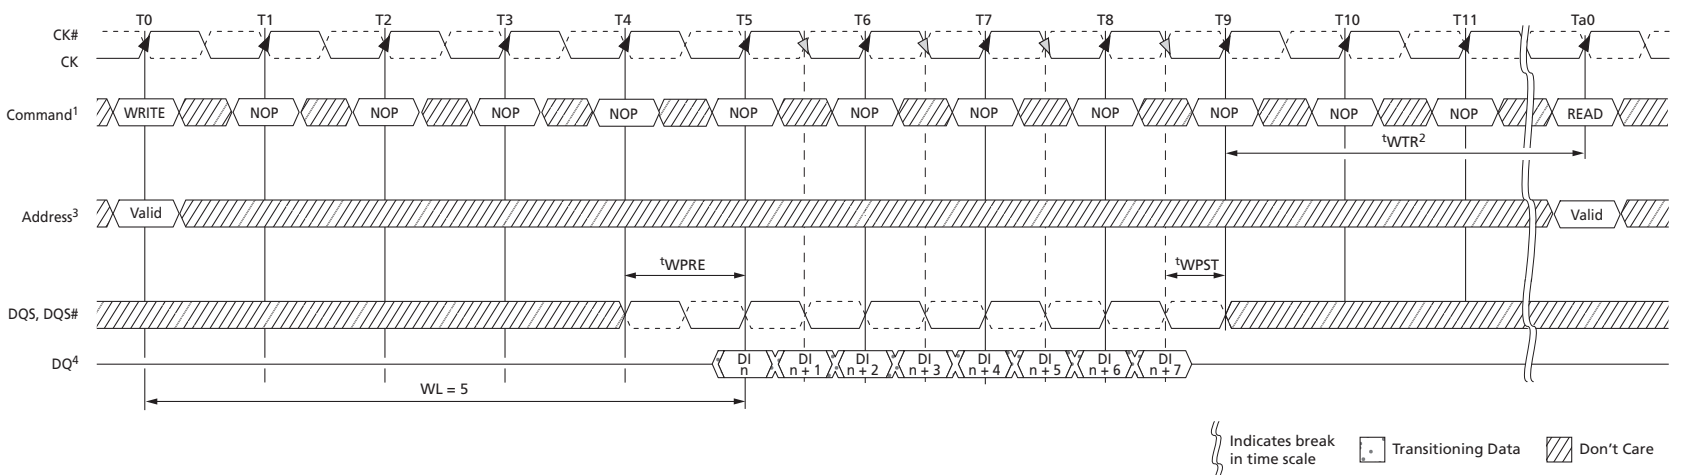 T0 T1 T2 T3 T4 T5 T6 T7 T8 T9 T10 T11 Ta0
CK#
CK
Command1 WRITE NOP NOP NOP NOP NOP NOP NOP NOP NOP NOP NOP READ
tWTR2
Address3 Valid Valid
tWPRE tWPST
DQS, DQS#
DQ4 DI n DI n + 1 DI n + 2 DI n + 3 DI n + 4 DI n + 5 DI n + 6 DI n + 7
WL = 5
Indicates break
in time scale
Transitioning Data
Don't Care